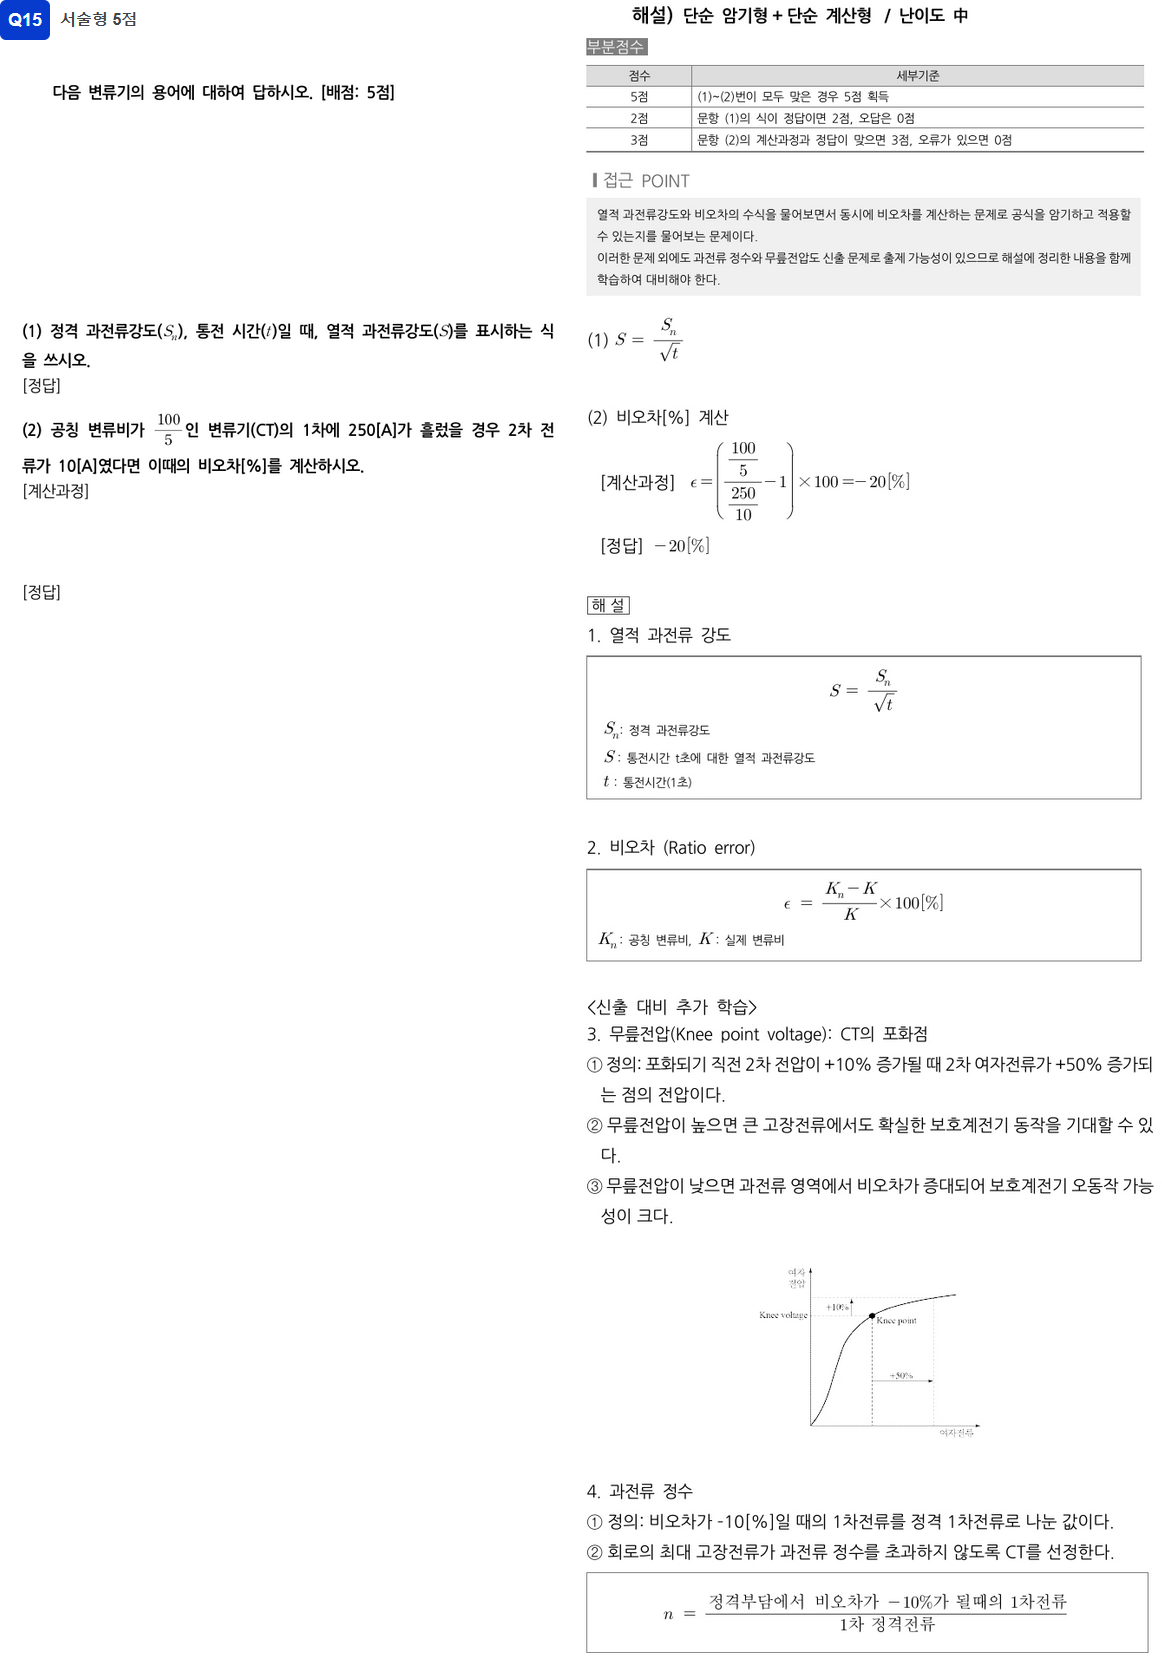 Q15 서술형 5점
다음 변류기의 용어에 대하여 답하시오. [배점: 5점]
(1) 정격 과전류강도(Sₙ), 통전 시간(t)일 때, 열적 과전류강도(S)를 표시하는 식
을 쓰시오.
[정답]
(2) 공칭 변류비가 100/5인 변류기(CT)의 1차에 250[A]가 흘렀을 경우 2차 전
류가 10[A]였다면 이때의 비오차[%]를 계산하시오.
[계산과정]
[정답]
해설) 단순 암기형 + 단순 계산형 / 난이도 中
부분점수
점수 세부기준
5점 (1)~(2)번이 모두 맞은 경우 5점 획득
2점 문항 (1)의 식이 정답이면 2점, 오답은 0점
3점 문항 (2)의 계산과정과 정답이 맞으면 3점, 오류가 있으면 0점
접근 POINT
열적 과전류강도와 비오차의 수식을 물어보면서 동시에 비오차를 계산하는 문제로 공식을 암기하고 적용할
수 있는지를 물어보는 문제이다.
이러한 문제 외에도 과전류 정수와 무릎전압도 신출 문제로 출제 가능성이 있으므로 해설에 정리한 내용을 함께
학습하여 대비해야 한다.
(1) S = Sₙ/√t
(2) 비오차[%] 계산
[계산과정] ϵ = ((100/5)/(250/10) − 1) × 100 = −20[%]
[정답] −20[%]
해 설
1. 열적 과전류 강도
S = Sₙ/√t
Sₙ: 정격 과전류강도
S : 통전시간 t초에 대한 열적 과전류강도
t : 통전시간(1초)
2. 비오차 (Ratio error)
ϵ = (Kₙ − K)/K × 100[%]
Kₙ: 공칭 변류비, K: 실제 변류비
<신출 대비 추가 학습>
3. 무릎전압(Knee point voltage): CT의 포화점
① 정의: 포화되기 직전 2차 전압이 +10% 증가될 때 2차 여자전류가 +50% 증가되
는 점의 전압이다.
② 무릎전압이 높으면 큰 고장전류에서도 확실한 보호계전기 동작을 기대할 수 있
다.
③ 무릎전압이 낮으면 과전류 영역에서 비오차가 증대되어 보호계전기 오동작 가능
성이 크다.
여자
전압
+10%
Knee voltage
Knee point
+50%
여자전류
4. 과전류 정수
① 정의: 비오차가 -10[%]일 때의 1차전류를 정격 1차전류로 나눈 값이다.
② 회로의 최대 고장전류가 과전류 정수를 초과하지 않도록 CT를 선정한다.
n = 정격부담에서 비오차가 −10%가 될때의 1차전류 / 1차 정격전류